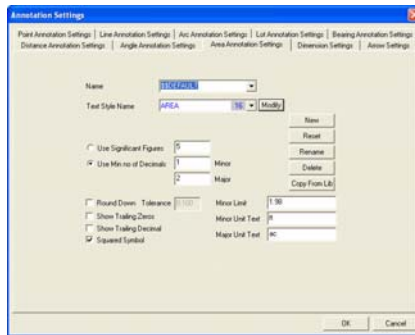 Annotation Settings
Point Annotation Settings Line Annotation Settings Arc Annotation Settings Lot Annotation Settings Bearing Annotation Settings
Distance Annotation Settings Angle Annotation Settings Area Annotation Settings Dimension Settings Arrow Settings
Name
Text Style Name AREA 16 Modify
New
Reset
Use Significant Figures 5
Rename
Use Min no of Decimals 1 Minor
Delete
2 Major
Copy From Lib
Round Down Tolerance 0.100 Minor Limit 1.98
Show Trailing Zeros Minor Unit Text
Show Trailing Decimal Major Unit Text ac
Squared Symbol
OK Cancel